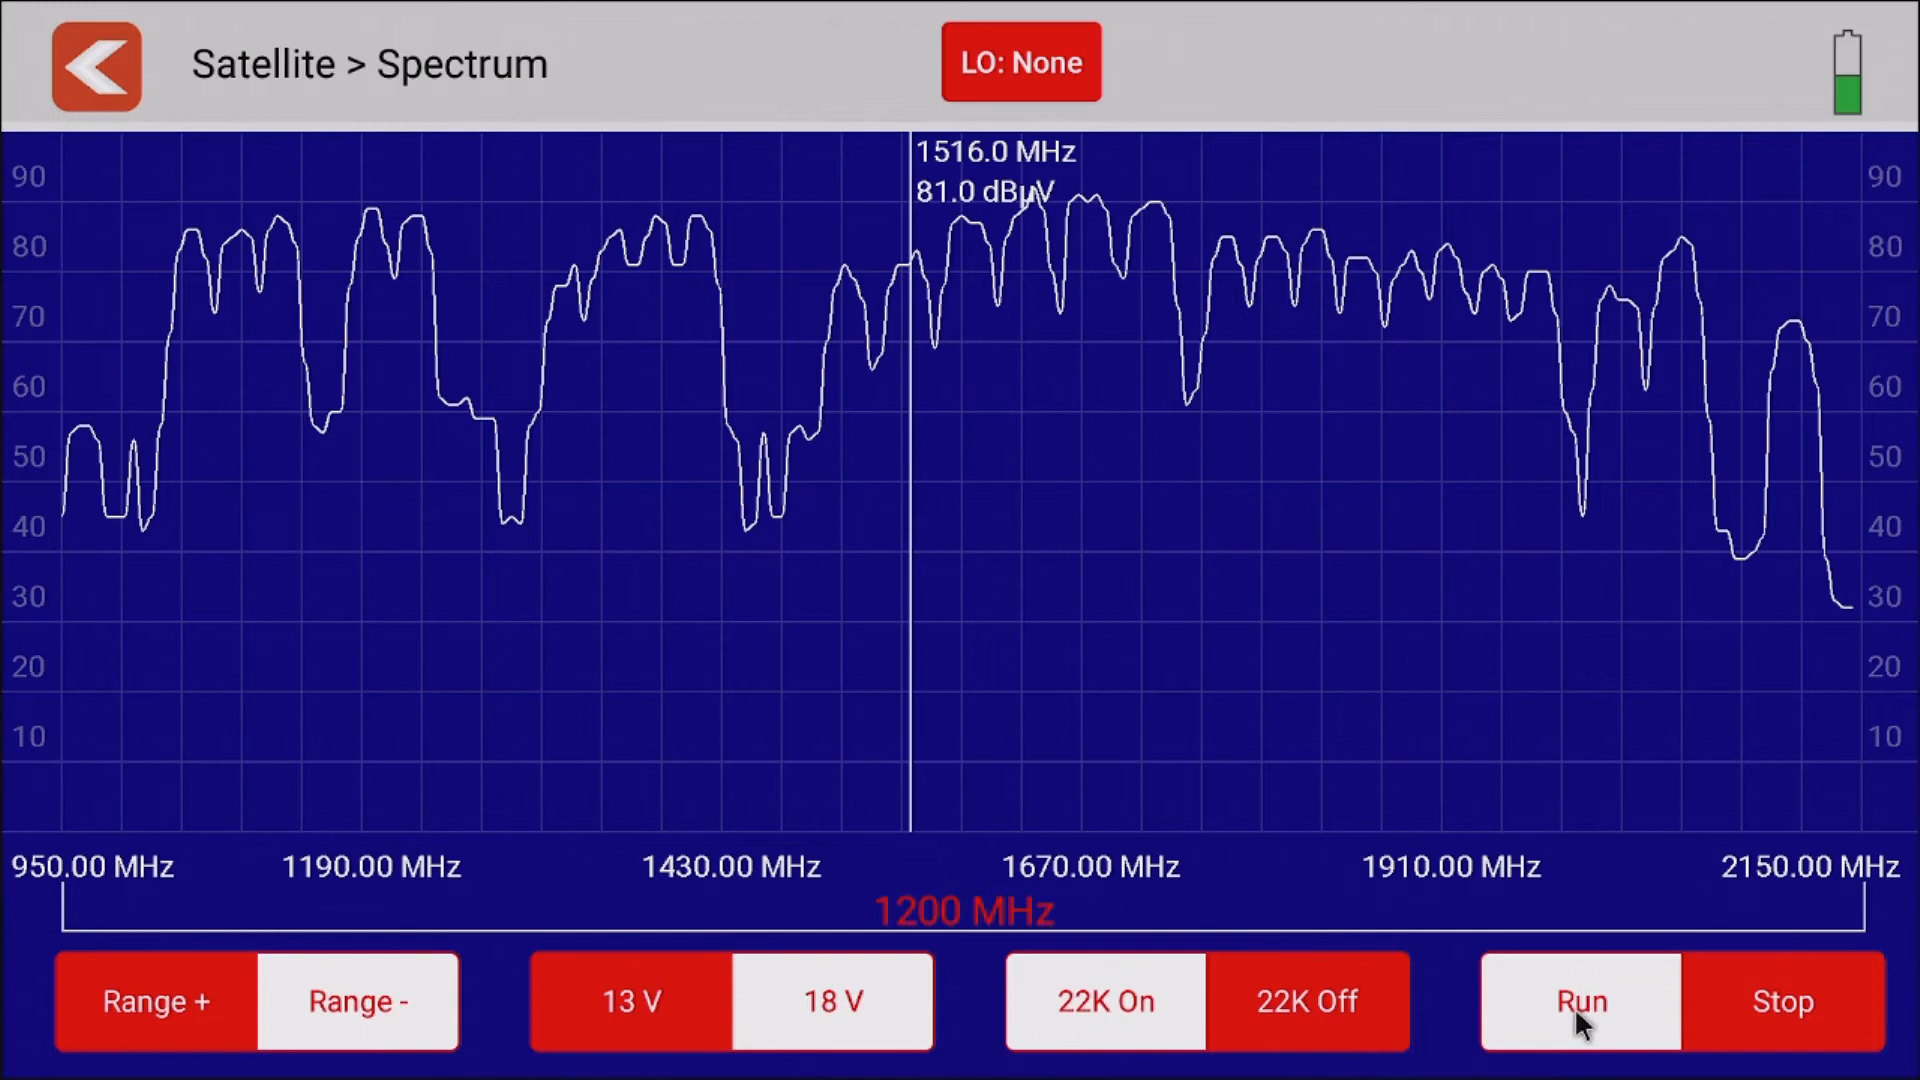 Satellite > Spectrum
LO: None
1516.0 MHz
81.0 dBµV
90 90
80 80
70 70
60 60
50 50
40 40
30 30
20 20
10 10
950.00 MHz 1190.00 MHz 1430.00 MHz 1670.00 MHz 1910.00 MHz 2150.00 MHz
1200 MHz
Range + Range - 13 V 18 V 22K On 22K Off Run Stop